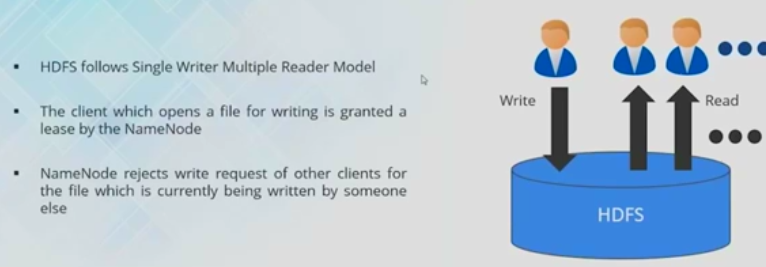 HDFS follows Single Writer Multiple Reader Model
The client which opens a file for writing is granted a
lease by the NameNode
NameNode rejects write request of other clients for
the file which is currently being written by someone
else
Write
Read
HDFS